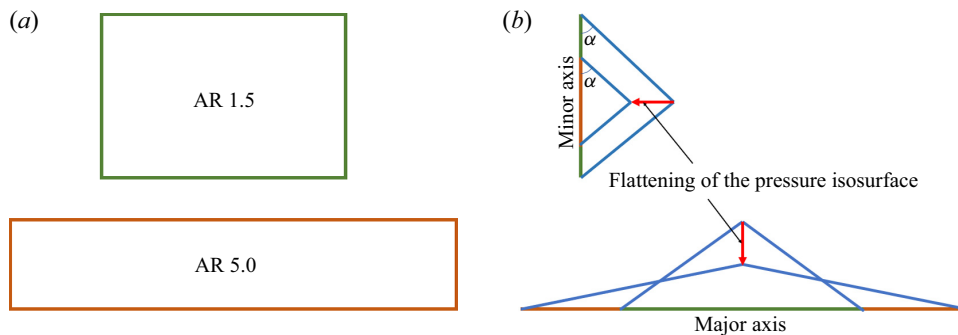 (a)
AR 1.5
AR 5.0
(b)
α
α
Minor axis
Flattening of the pressure isosurface
Major axis